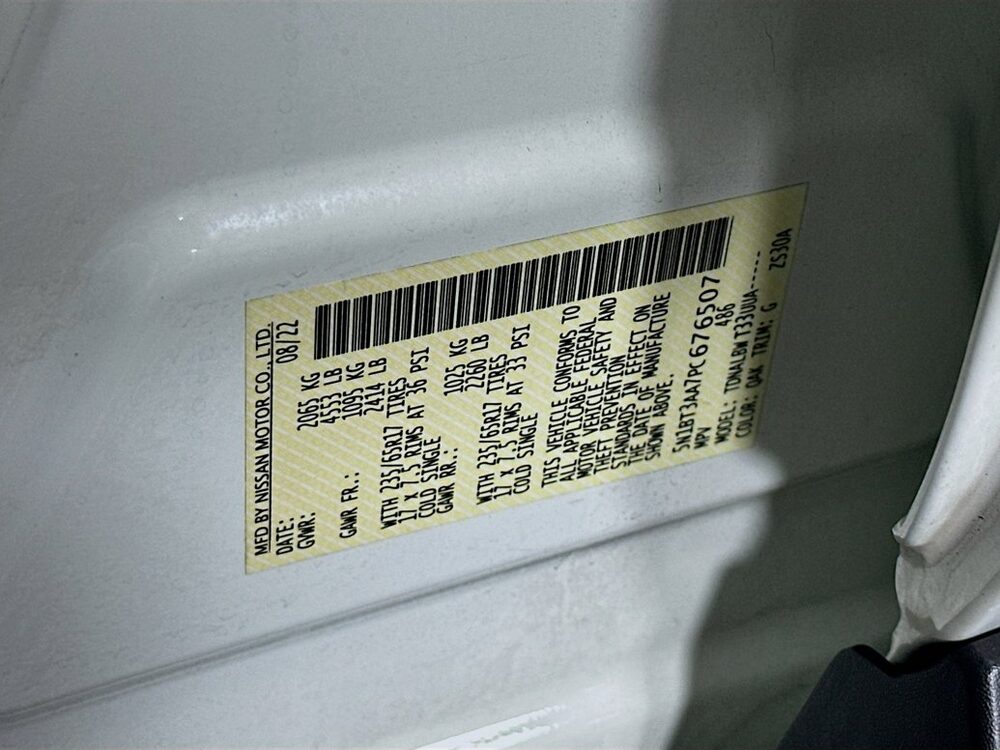 MFD BY NISSAN MOTOR CO.,LTD.
DATE: 08/22
GVWR: 2065 KG
4553 LB
GAWR FR.: 1095 KG
2414 LB
WITH 235/65R17 TIRES
17 X 7.5 RIMS AT 36 PSI
COLD SINGLE
GAWR RR.: 1025 KG
2260 LB
WITH 235/65R17 TIRES
17 X 7.5 RIMS AT 33 PSI
COLD SINGLE
THIS VEHICLE CONFORMS TO
ALL APPLICABLE FEDERAL
MOTOR VEHICLE SAFETY AND
THEFT PREVENTION
STANDARDS IN EFFECT ON
THE DATE OF MANUFACTURE
SHOWN ABOVE.
5N1BT3AA7PC676507
MPV 486
MODEL: TDNALBW T33UUA-----
COLOR: QAK TRIM: G ZS30A